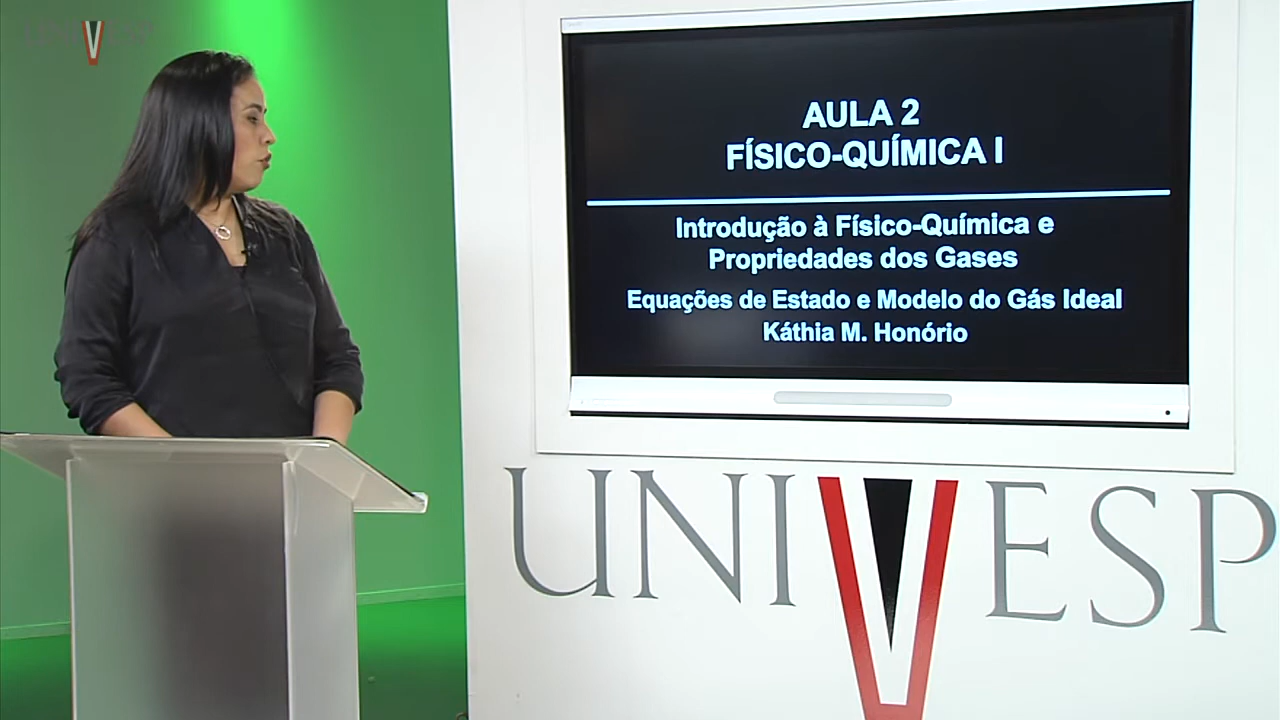 UNIVESP
AULA 2
FÍSICO-QUÍMICA I
Introdução à Físico-Química e
Propriedades dos Gases
Equações de Estado e Modelo do Gás Ideal
Káthia M. Honório
UNIVESP